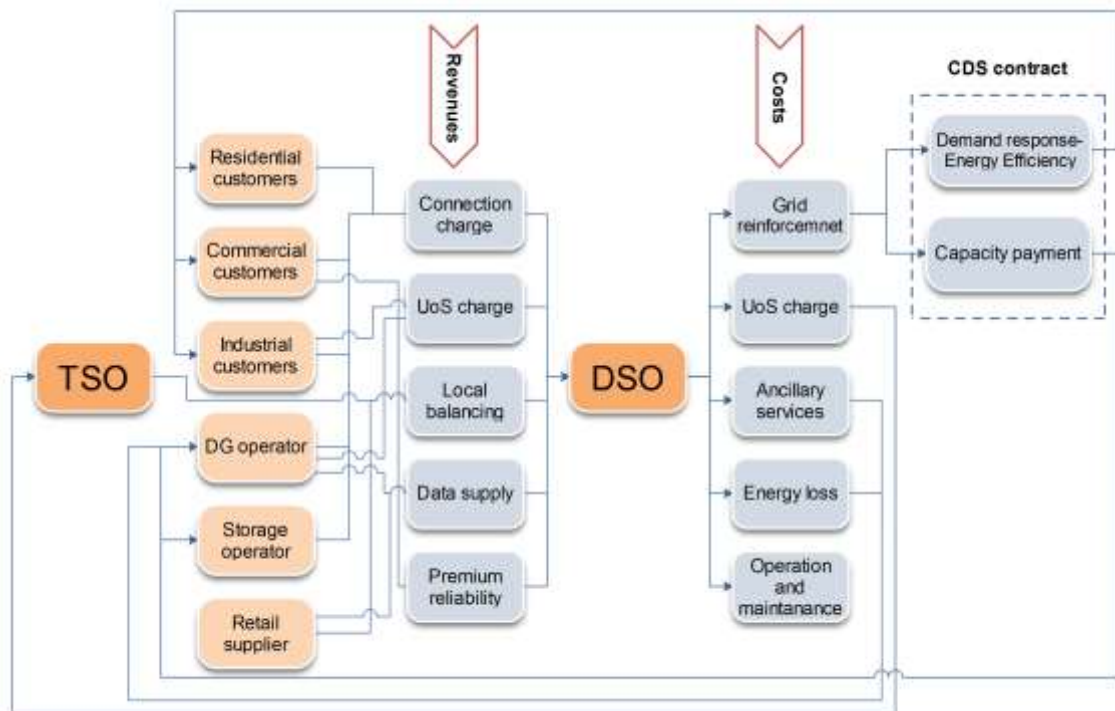 Revenues
Costs
CDS contract
Residential
customers
Commercial
customers
Industrial
customers
TSO
DG operator
Storage
operator
Retail
supplier
Connection
charge
UoS charge
Local
balancing
Data supply
Premium
reliability
DSO
Grid
reinforcemnet
UoS charge
Ancillary
services
Energy loss
Operation
and
maintanance
Demand response-
Energy Efficiency
Capacity payment